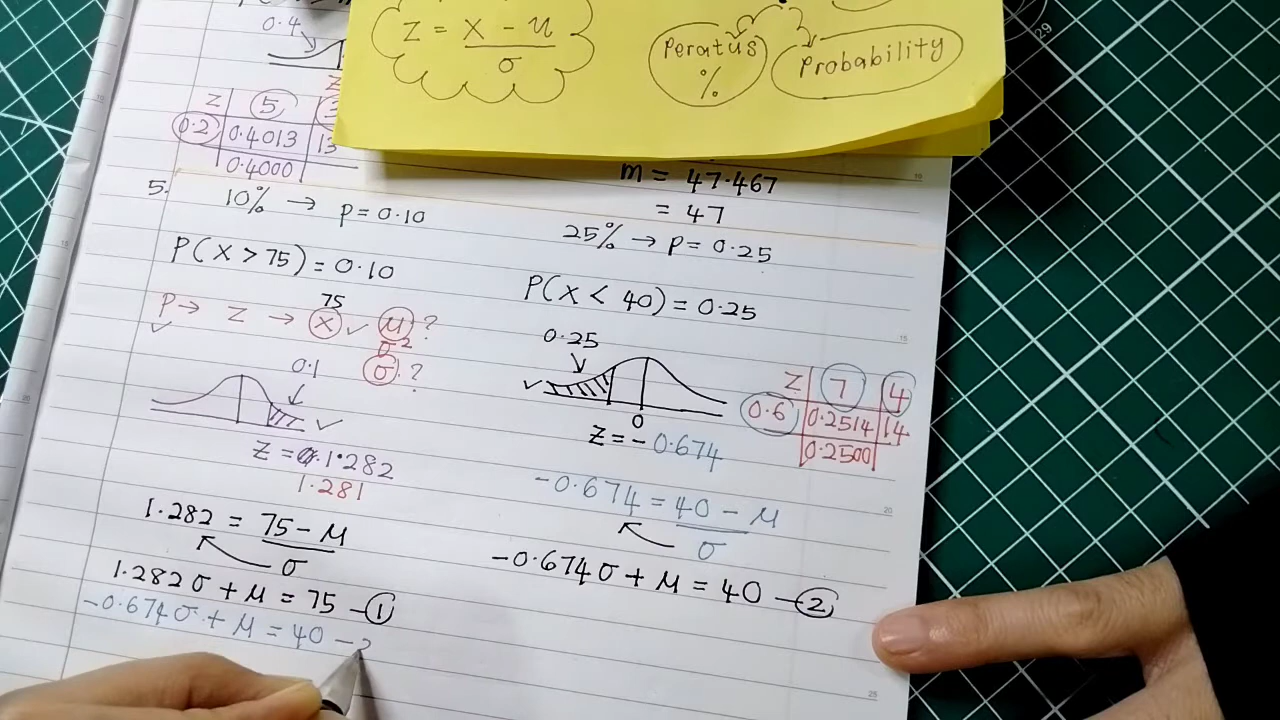 Z = X - μ
σ
Peratus
%
Probability
0.4
Z 5
0.2 0.4013 13
0.4000
m = 47.467
= 47
5.
10% → P = 0.10
P(X > 75) = 0.10
P → Z → X ✓ μ ?
75
σ²
σ ?
✓
0.1
✓
Z = 1.282
1.281
1.282 = 75 - μ
σ
1.282σ + μ = 75 - ①
-0.674σ + μ = 40 - 2
25% → P = 0.25
P(X < 40) = 0.25
0.25
✓
0
Z = - 0.674
Z 7 4
0.6 0.2514 14
0.2500
-0.674 = 40 - μ
σ
-0.674σ + μ = 40 - ②